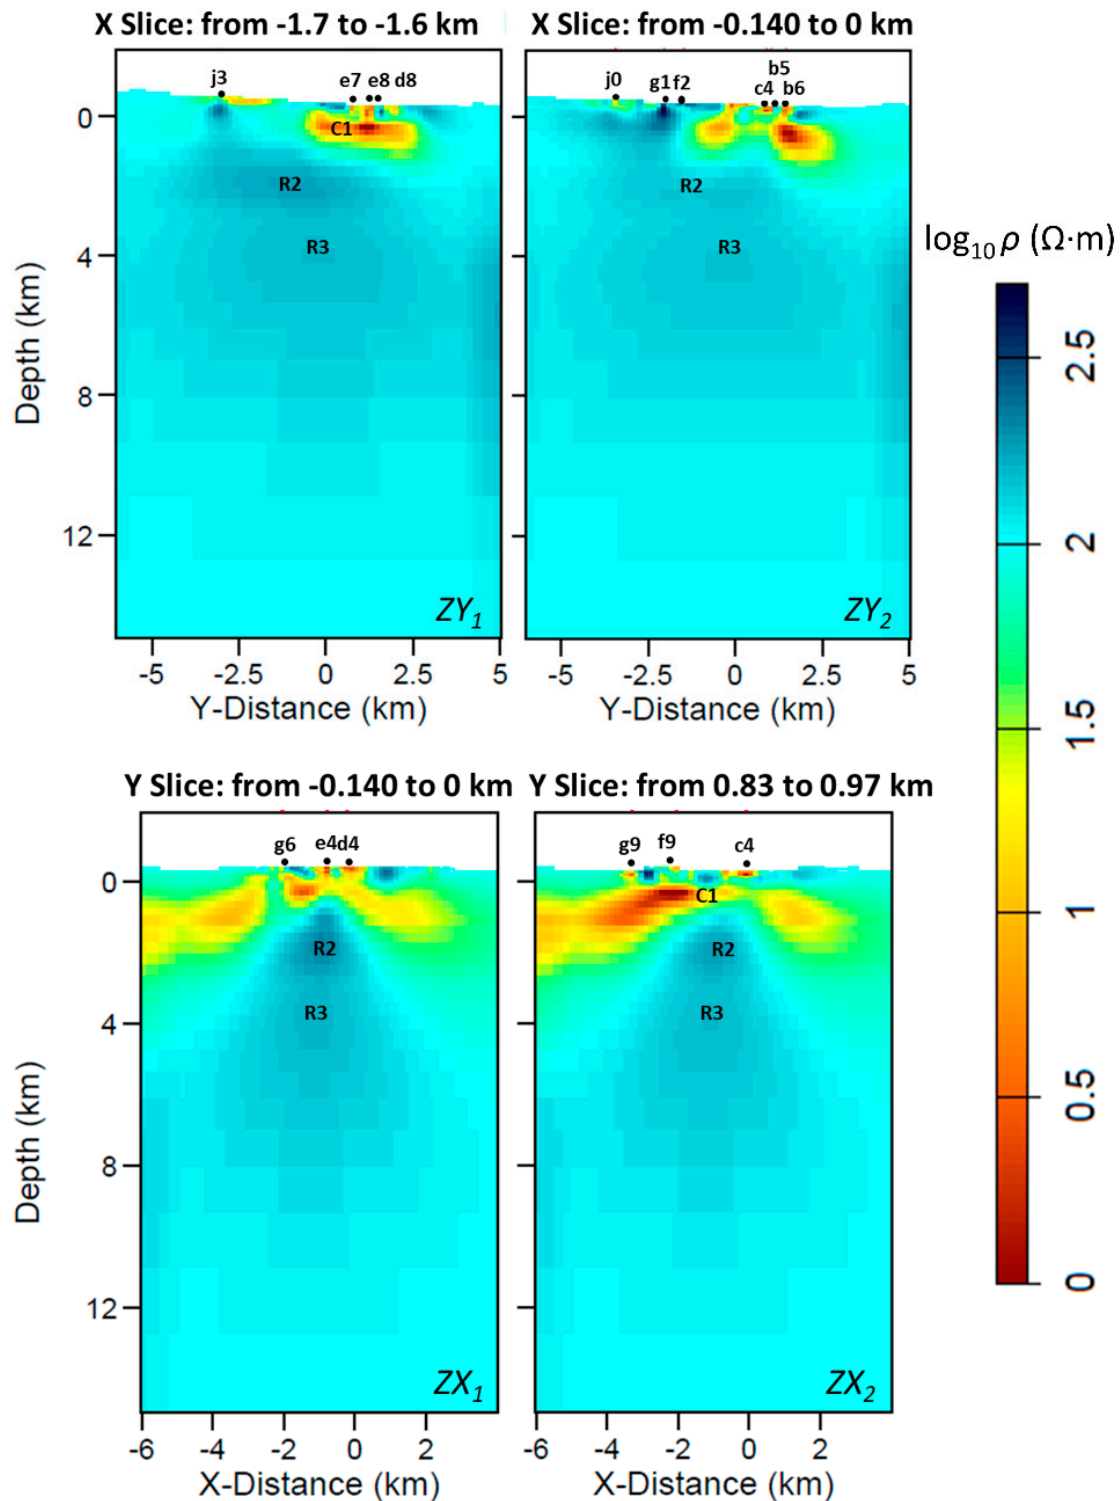 X Slice: from -1.7 to -1.6 km
X Slice: from -0.140 to 0 km
j3
e7 e8 d8
j0
g1 f2
b5
c4 b6
0
C1
R2
R2
R3
R3
4
8
12
Depth (km)
ZY1
ZY2
-5 -2.5 0 2.5 5
-5 -2.5 0 2.5 5
Y-Distance (km)
Y-Distance (km)
log10 ρ (Ω·m)
2.5
2
1.5
1
0.5
0
Y Slice: from -0.140 to 0 km
Y Slice: from 0.83 to 0.97 km
g6 e4 d4
g9 f9 c4
0
C1
R2
R2
R3
R3
4
8
12
Depth (km)
ZX1
ZX2
-6 -4 -2 0 2
-6 -4 -2 0 2
X-Distance (km)
X-Distance (km)